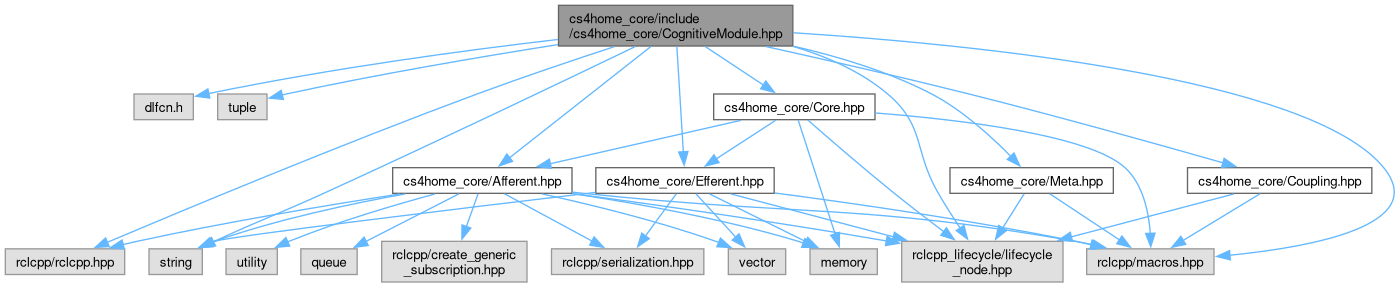 cs4home_core/include
/cs4home_core/CognitiveModule.hpp
dlfcn.h
tuple
cs4home_core/Core.hpp
cs4home_core/Afferent.hpp
cs4home_core/Efferent.hpp
cs4home_core/Meta.hpp
cs4home_core/Coupling.hpp
rclcpp/rclcpp.hpp
string
utility
queue
rclcpp/create_generic
_subscription.hpp
rclcpp/serialization.hpp
vector
memory
rclcpp_lifecycle/lifecycle
_node.hpp
rclcpp/macros.hpp